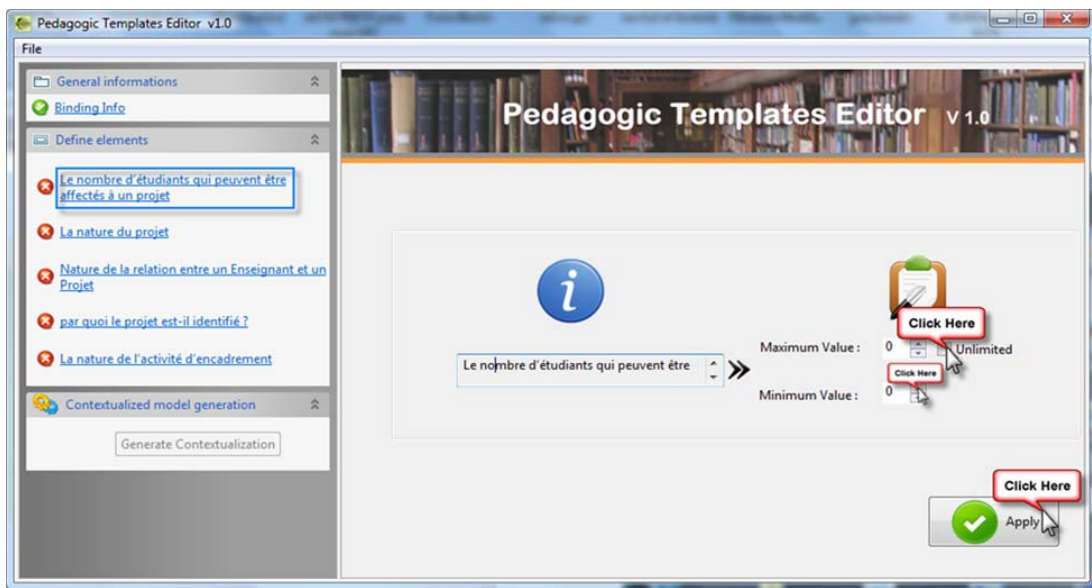 Pedagogic Templates Editor v1.0
File
General informations
Binding Info
Define elements
Le nombre d'étudiants qui peuvent être
affectés à un projet
La nature du projet
Nature de la relation entre un Enseignant et un
Projet
par quoi le projet est-il identifié ?
La nature de l'activité d'encadrement
Contextualized model generation
Generate Contextualization
Pedagogic Templates Editor V 1.0
Le nombre d'étudiants qui peuvent être
Click Here
Maximum Value : 0 Unlimited
Click Here
Minimum Value : 0
Click Here
Apply